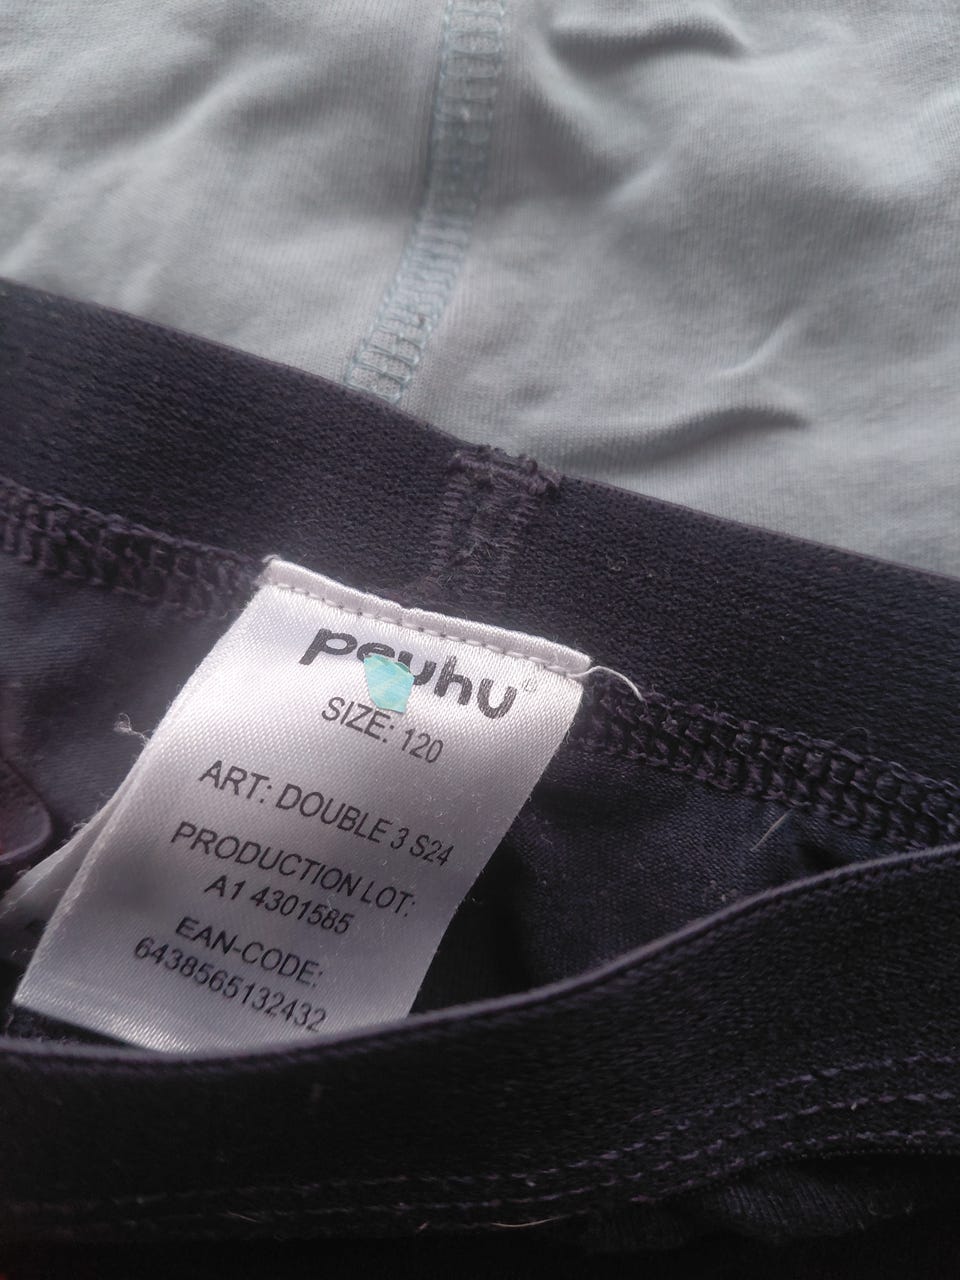 peuhu
SIZE: 120
ART: DOUBLE 3 S24
PRODUCTION LOT:
A1 4301585
EAN-CODE:
6438565132432